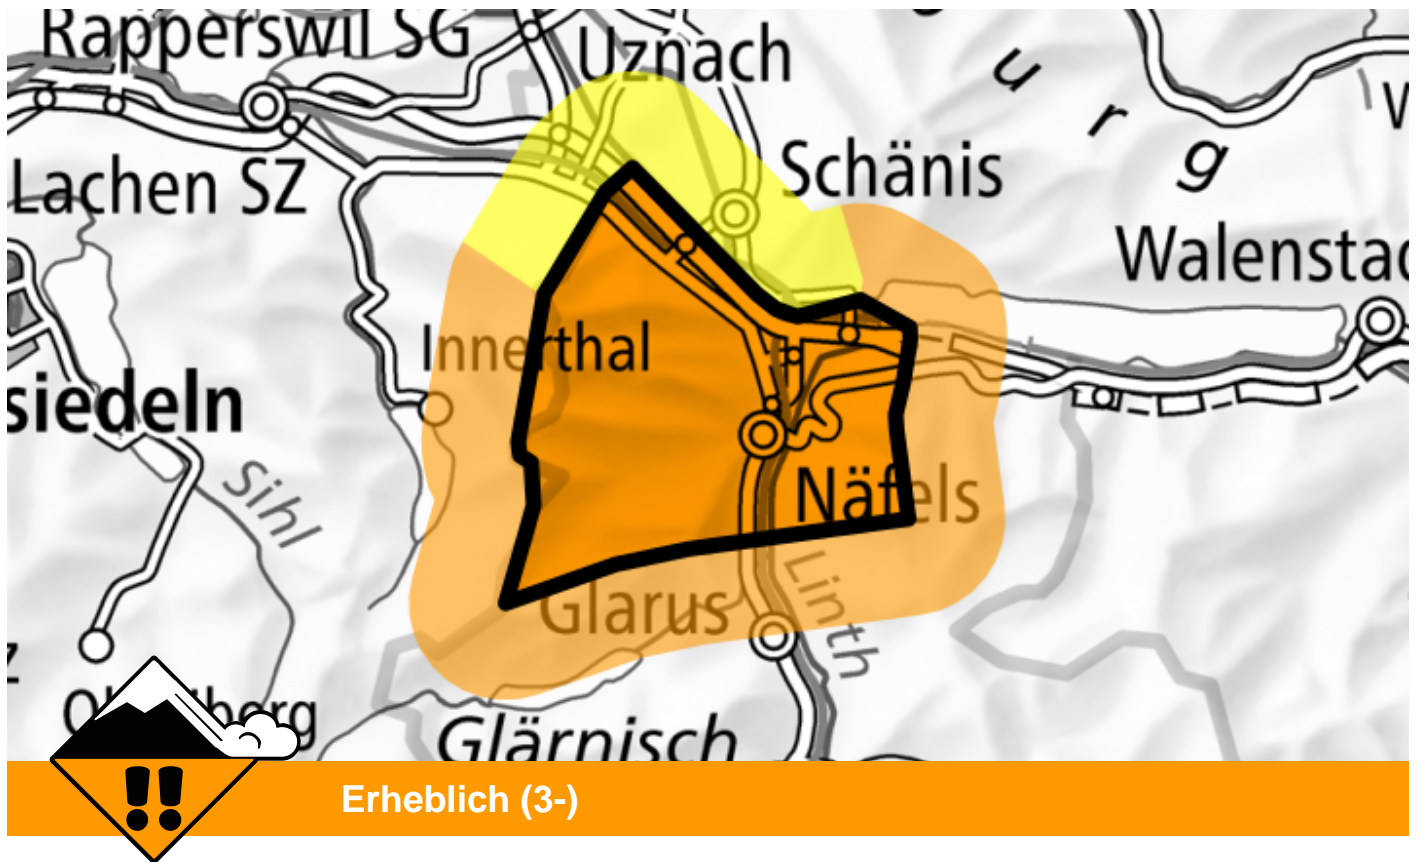 Rapperswil SG
Uznach
u
r
g
Schänis
Lachen SZ
Walenstad
Innerthal
siedeln
Näfels
Sihl
Linth
Glarus
Glärnisch
Erheblich (3-)